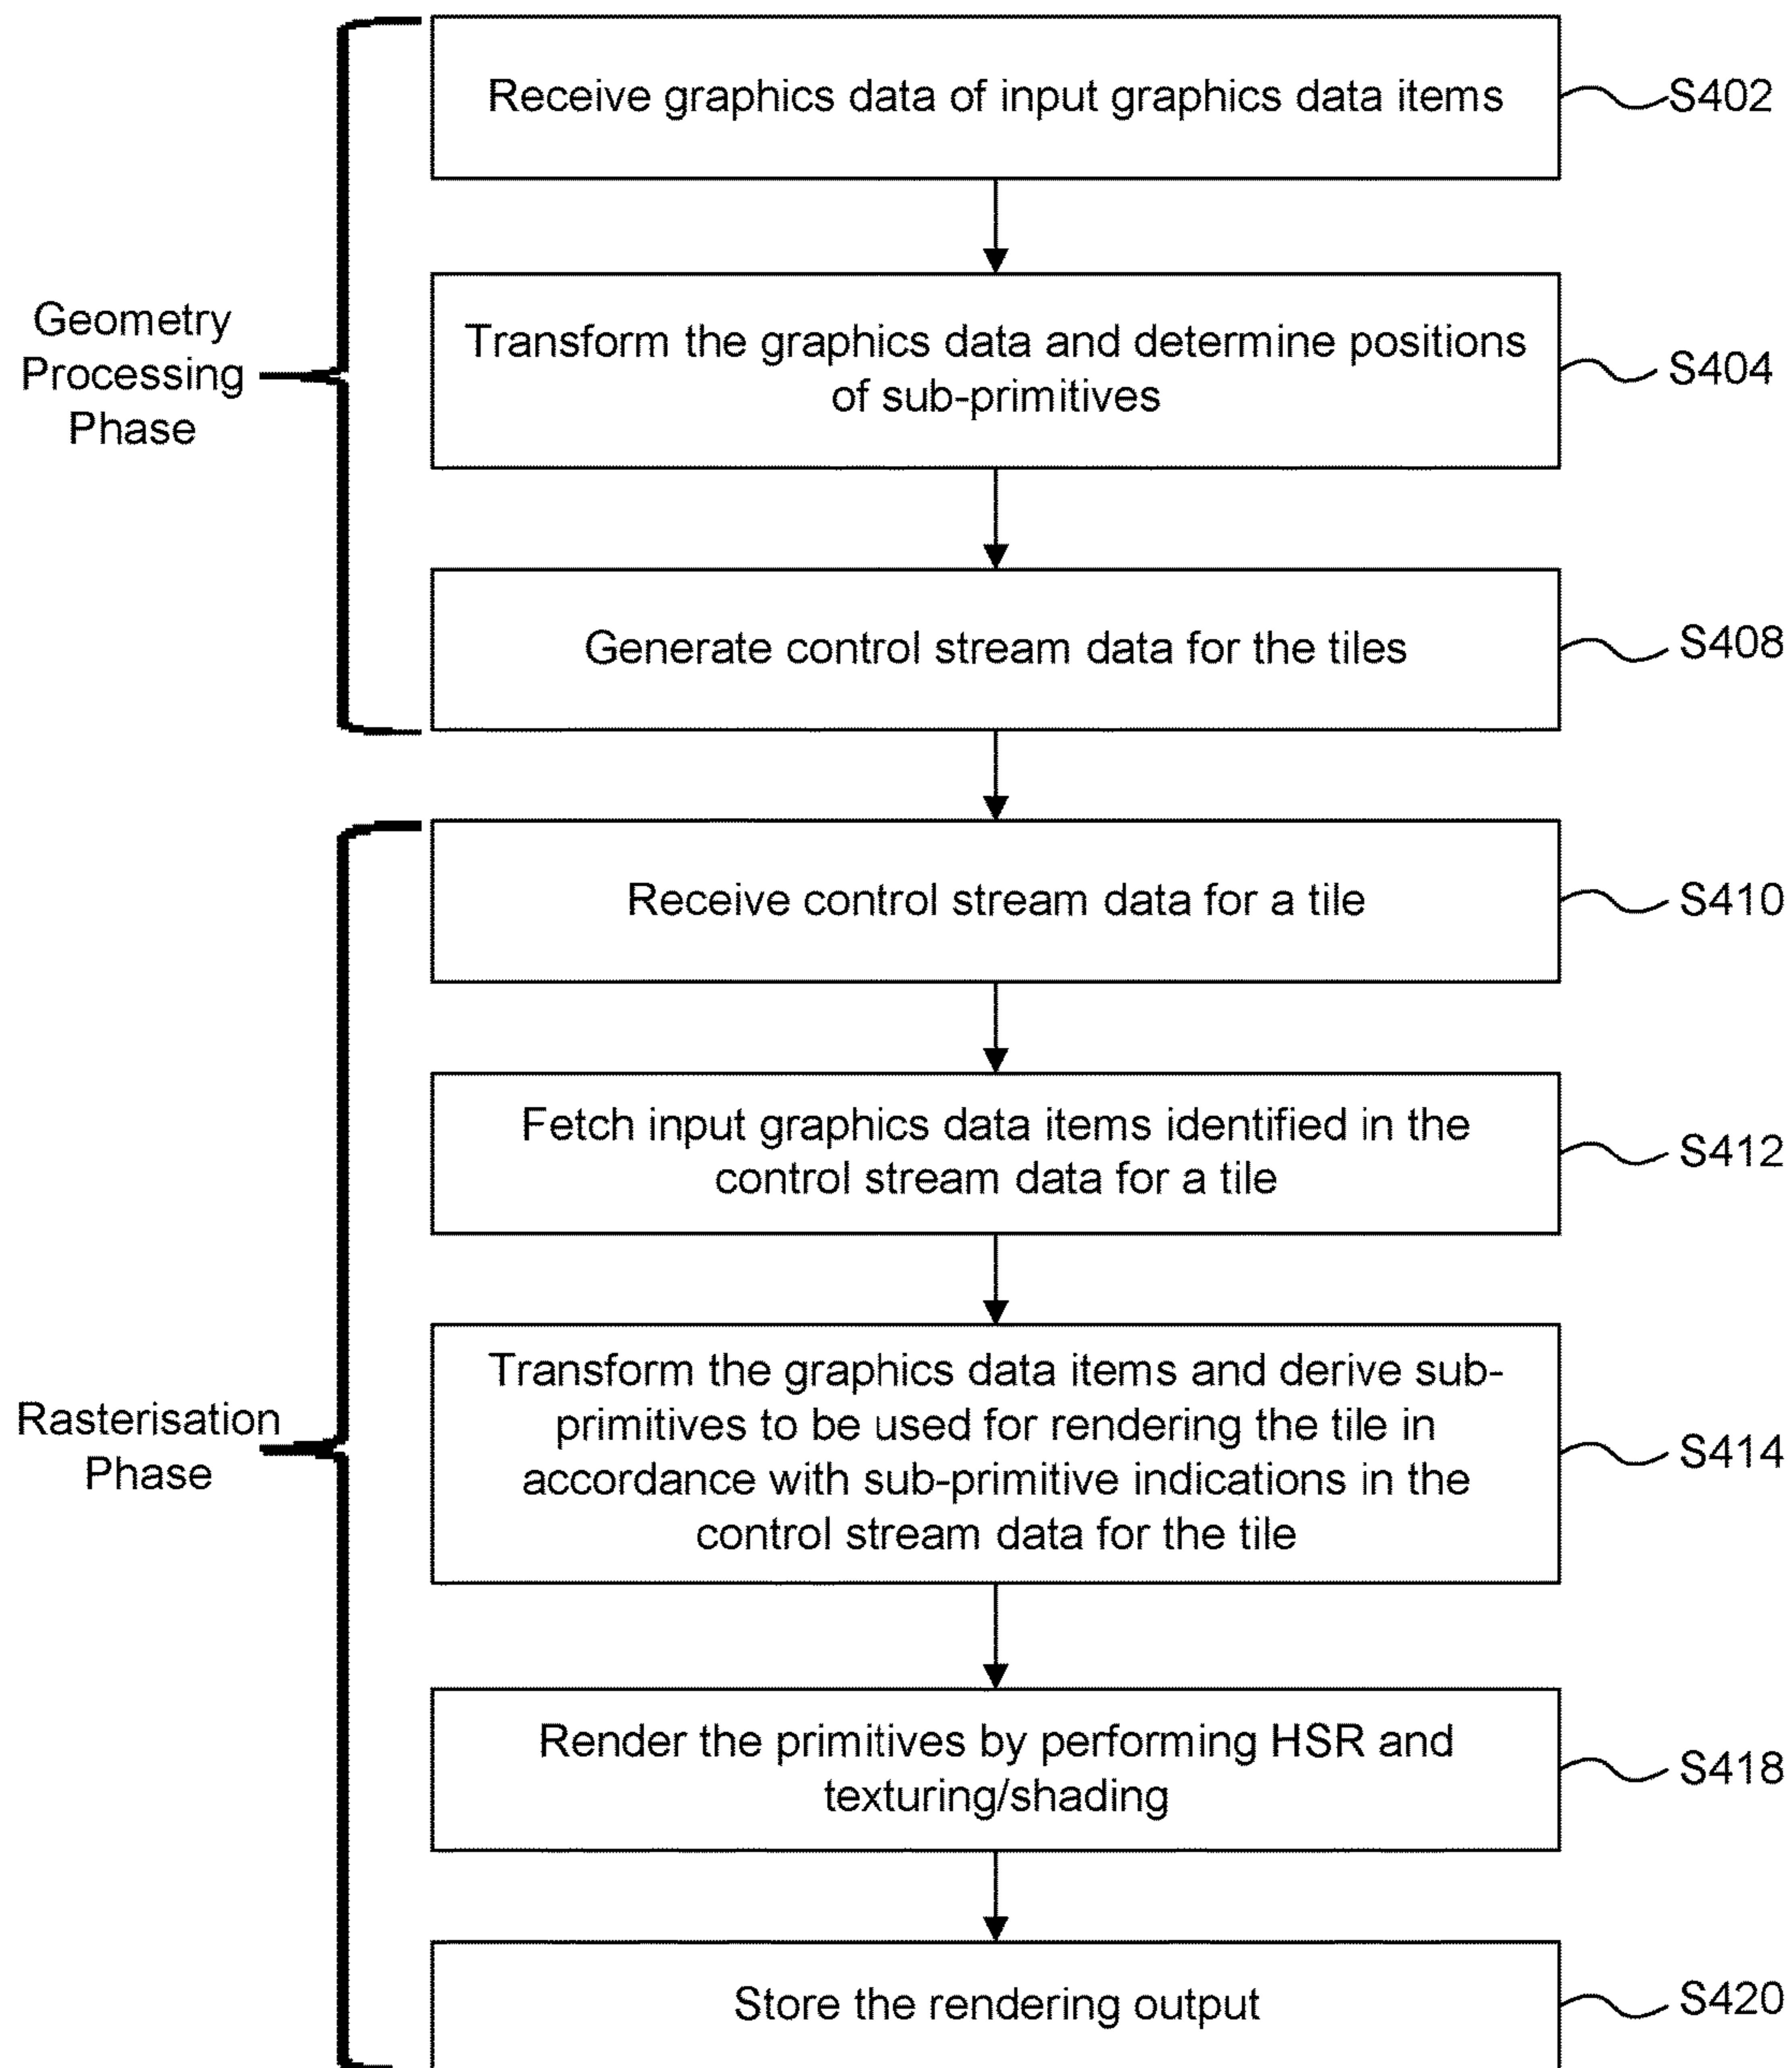 Receive graphics data of input graphics data items
S402
Geometry
Processing
Phase
Transform the graphics data and determine positions
of sub-primitives
S404
Generate control stream data for the tiles
S408
Receive control stream data for a tile
S410
Fetch input graphics data items identified in the
control stream data for a tile
S412
Rasterisation
Phase
Transform the graphics data items and derive sub-
primitives to be used for rendering the tile in
accordance with sub-primitive indications in the
control stream data for the tile
S414
Render the primitives by performing HSR and
texturing/shading
S418
Store the rendering output
S420